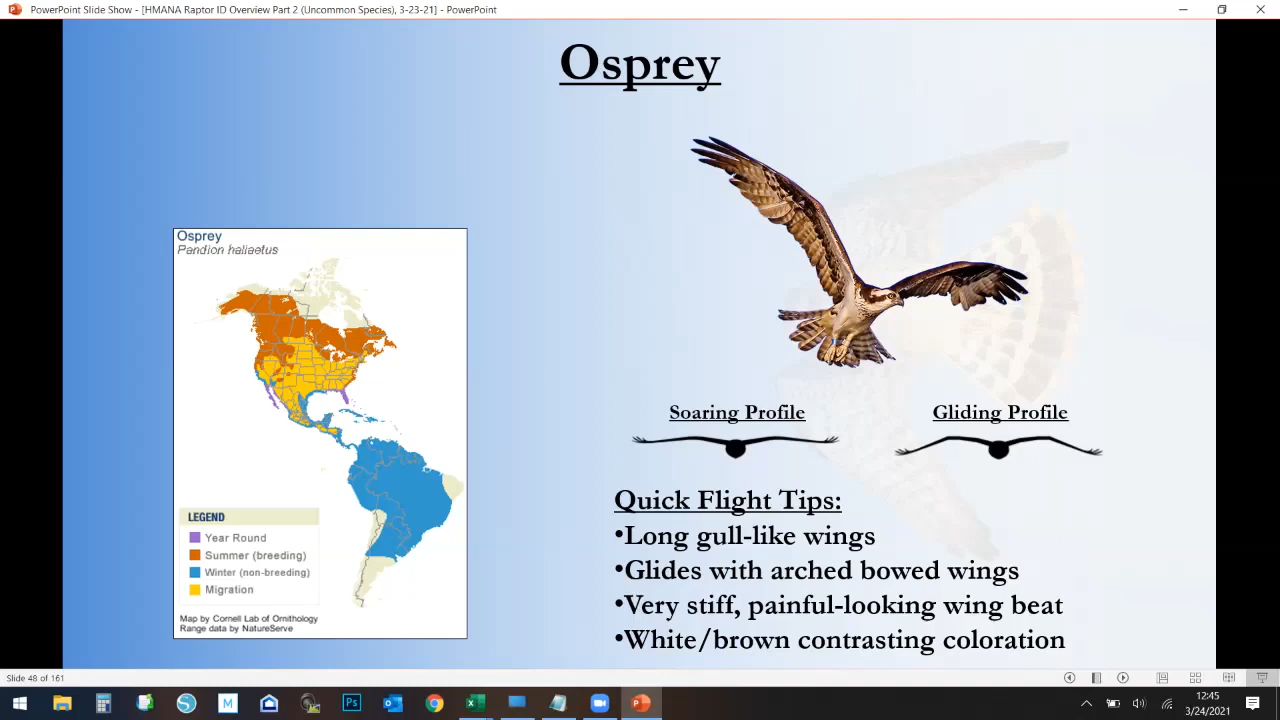 PowerPoint Slide Show - [HMANA Raptor ID Overview Part 2 (Uncommon Species), 3-23-21] - PowerPoint
Osprey
Osprey
Pandion haliaetus
LEGEND
Year Round
Summer (breeding)
Winter (non-breeding)
Migration
Map by Cornell Lab of Ornithology
Range data by NatureServe
Soaring Profile
Gliding Profile
Quick Flight Tips:
•Long gull-like wings
•Glides with arched bowed wings
•Very stiff, painful-looking wing beat
•White/brown contrasting coloration
Slide 48 of 161
12:45
3/24/2021